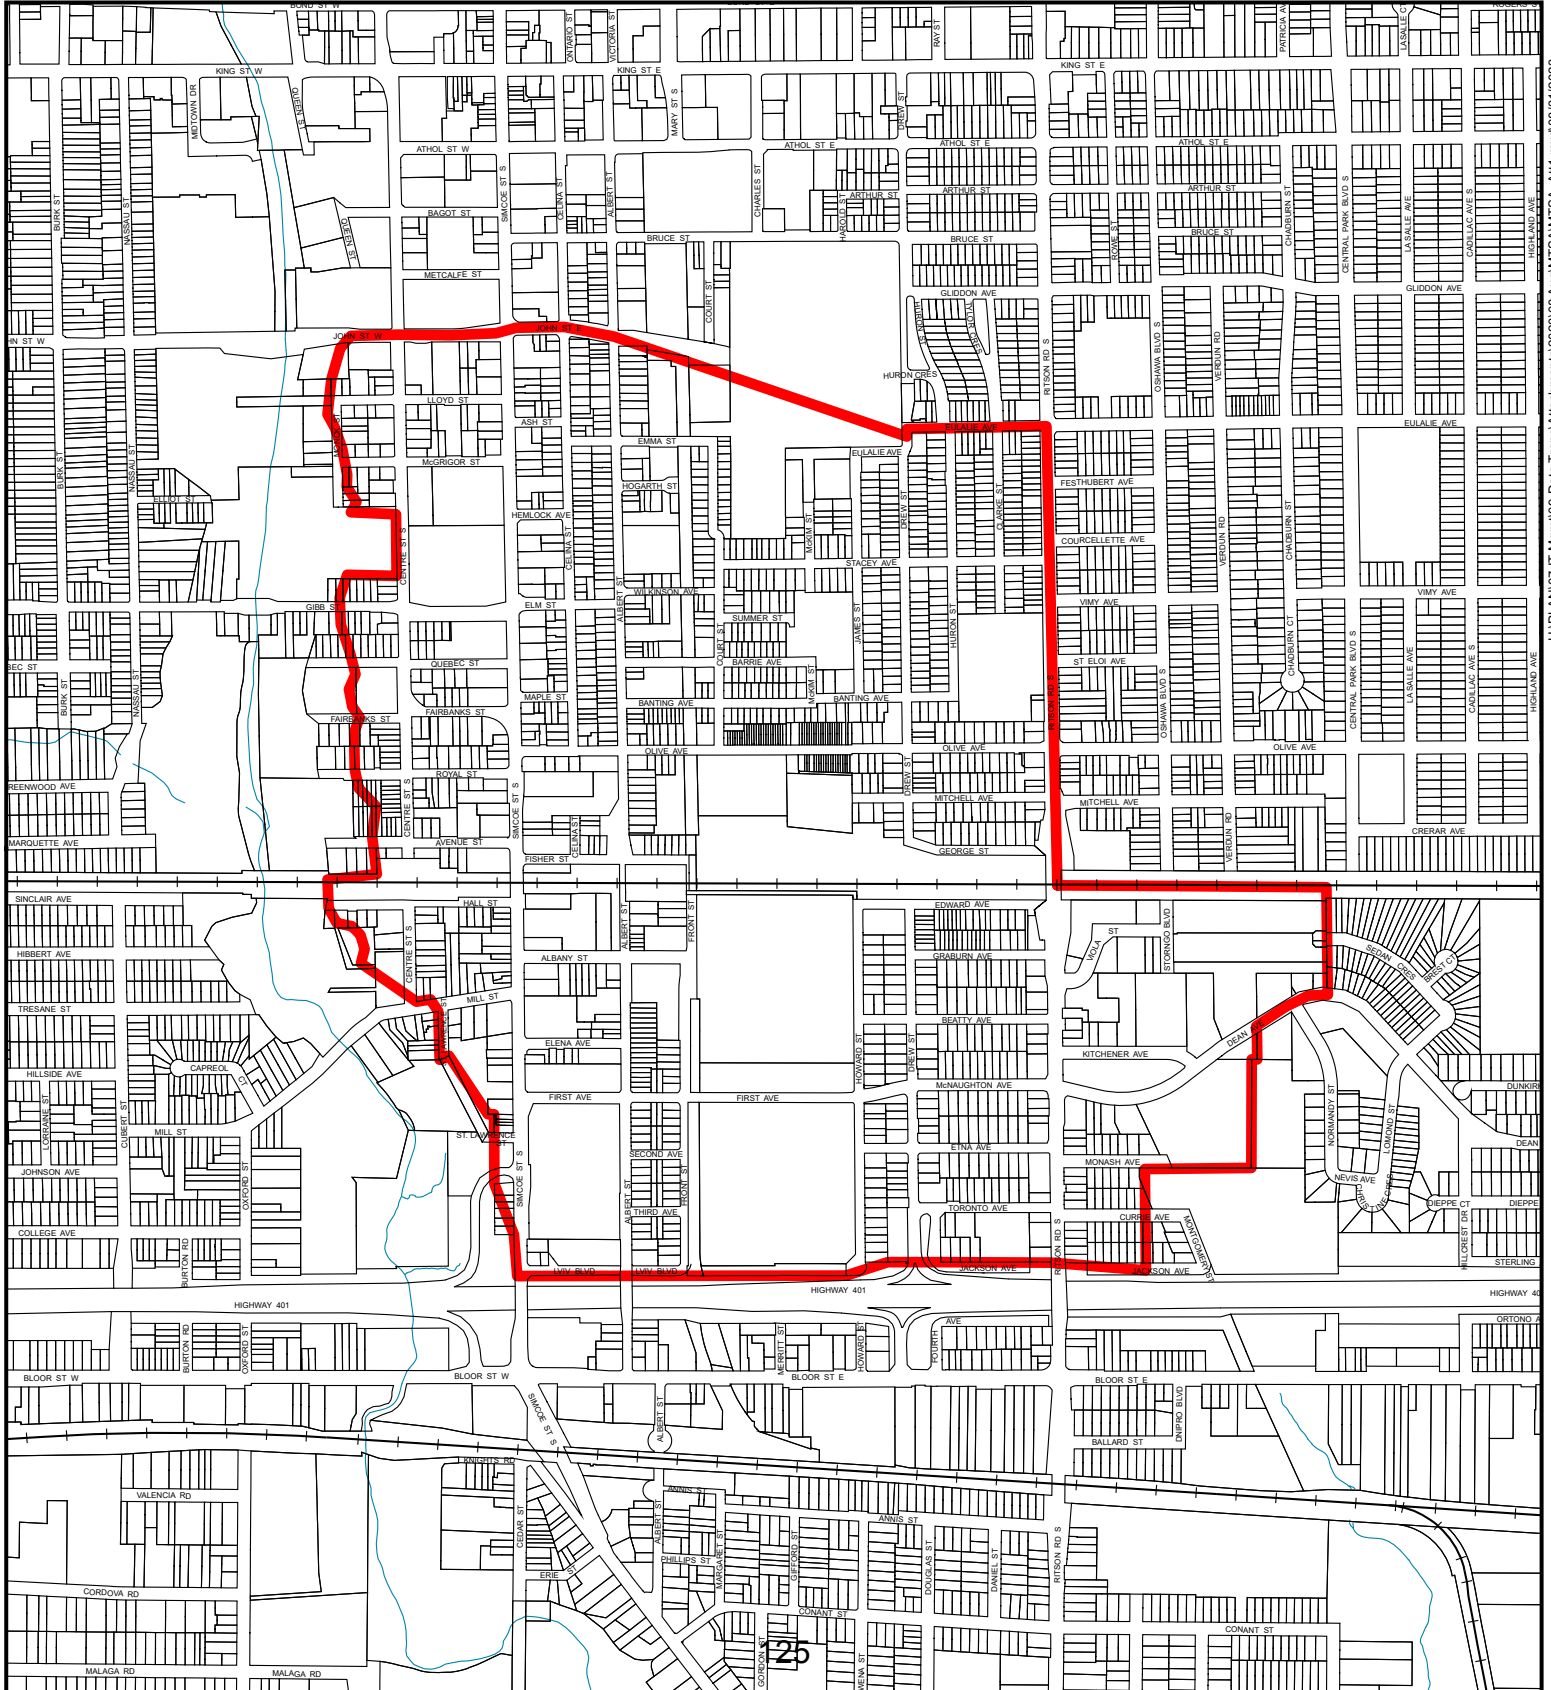 BOND ST W
ONTARIO ST
VICTORIA ST
RAY ST
PATRICIA AV
LASALLE CT
KING ST W
KING ST E
KING ST E
MIDTOWN DR
QUEEN ST
MARY ST S
DREW ST
ATHOL ST W
ATHOL ST E
ATHOL ST E
ATHOL ST E
BURK ST
NASSAU ST
SIMCOE ST S
CELINA ST
ALBERT ST
CHARLES ST
HAROLD ST
ARTHUR ST
ARTHUR ST
ARTHUR ST
CHADBURN ST
CENTRAL PARK BLVD S
LA SALLE AVE
CADILLAC AVE S
HIGHLAND AVE
BAGOT ST
QUEEN ST
BRUCE ST
BRUCE ST
ROWE ST
BRUCE ST
METCALFE ST
COURT ST
GLIDDON AVE
GLIDDON AVE
HURON ST
TYLOR CRES
JOHN ST W
JOHN ST E
HN ST W
RITSON RD S
OSHAWA BLVD S
VERDUN RD
HURON CRES
LLOYD ST
MONK ST
ASH ST
EMMA ST
EULALIE AVE
EULALIE AVE
EULALIE AVE
BURK ST
NASSAU ST
McGRIGOR ST
HOGARTH ST
FESTHUBERT AVE
ELLIOT ST
HEMLOCK AVE
CENTRE ST S
CELINA ST
McKIM ST
DREW ST
CLARKE ST
COURCELLETTE AVE
VERDUN RD
CHADBURN ST
STACEY AVE
GIBB ST
ELM ST
ALBERT ST
WILKINSON AVE
VIMY AVE
VIMY AVE
SUMMER ST
COURT ST
JAMES ST
HURON ST
BEC ST
QUEBEC ST
BARRIE AVE
ST ELOI AVE
CHADBURN CT
BURK ST
NASSAU ST
MAPLE ST
BANTING AVE
McKIM ST
BANTING AVE
RITSON RD S
OSHAWA BLVD S
CENTRAL PARK BLVD S
LA SALLE AVE
CADILLAC AVE S
HIGHLAND AVE
FAIRBANKS ST
FAIRBANKS ST
OLIVE AVE
OLIVE AVE
OLIVE AVE
REENWOOD AVE
ROYAL ST
CENTRE ST S
SIMCOE ST S
DREW ST
MITCHELL AVE
MITCHELL AVE
CELINA ST
VERDUN RD
CRERAR AVE
MARQUETTE AVE
AVENUE ST
FISHER ST
GEORGE ST
SINCLAIR AVE
HALL ST
ALBERT ST
FRONT ST
EDWARD AVE
STORNGO BLVD
VIOLA
ST
CENTRE ST S
HIBBERT AVE
ALBANY ST
GRABURN AVE
SEDAN
CRES
BREST CT
TRESANE ST
MILL ST
BEATTY AVE
DEAN AVE
ELENA AVE
HOWARD ST
DREW ST
KITCHENER AVE
HILLSIDE AVE
CAPREOL
CT
McNAUGHTON AVE
DUNKIRK
LORRAINE ST
CUBERT ST
FIRST AVE
FIRST AVE
NORMANDY ST
LOMOND ST
MILL ST
ST. LAWRENCE
ST
SECOND AVE
ETNA AVE
DEAN
MONASH AVE
JOHNSON AVE
OXFORD ST
SIMCOE ST S
ALBERT ST
FRONT ST
NEVIS AVE
DIEPPE CT
DIEPPE
THIRD AVE
TORONTO AVE
CURRIE AVE
MONTGOMERY ST
HILLCREST DR
COLLEGE AVE
BURTON RD
RITSON RD S
LVIV BLVD
LVIV BLVD
JACKSON AVE
JACKSON AVE
STERLING
HIGHWAY 401
HIGHWAY 401
HIGHWAY 40
BURTON RD
OXFORD ST
MERRITT ST
HOWARD ST
FOURTH
AVE
ORTONO A
BLOOR ST W
BLOOR ST W
BLOOR ST E
BLOOR ST E
SIMCOE ST S
ALBERT ST
DNIPRO BLVD
BALLARD ST
KNIGHTS RD
VALENCIA RD
ANNIS ST
ANNIS ST
CEDAR ST
ALBERT ST
MARGARET ST
GIFFORD ST
DOUGLAS ST
DANIEL ST
RITSON RD S
PHILLIPS ST
ERIE
ST
CORDOVA RD
CONANT ST
CONANT ST
125
GORDON ST
MALAGA RD
MALAGA RD